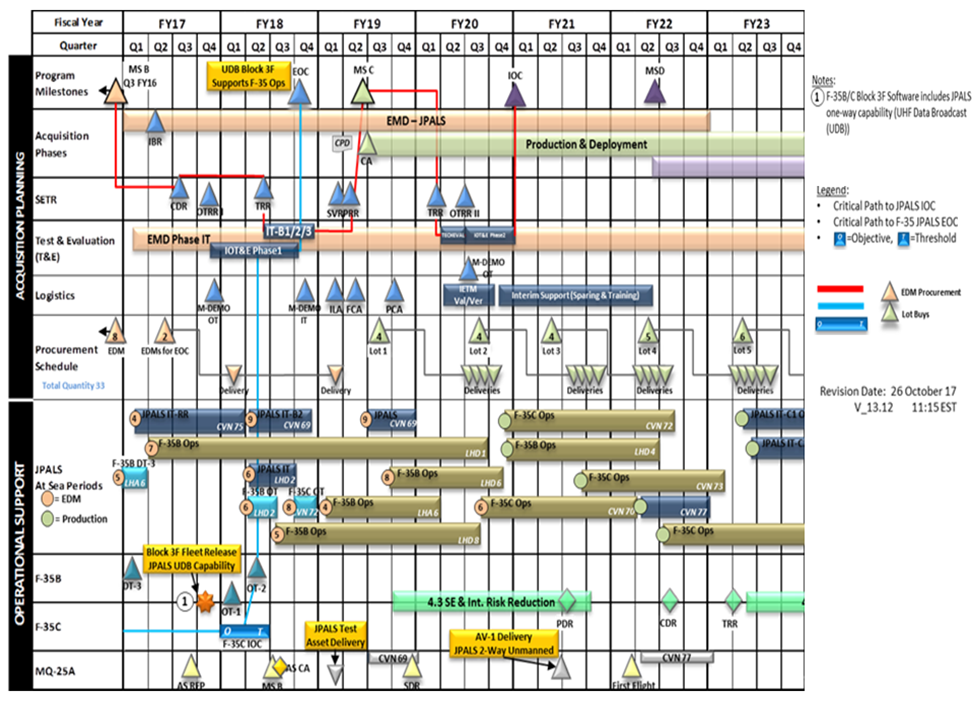 Fiscal Year FY17 FY18 FY19 FY20 FY21 FY22 FY23
Quarter Q1 Q2 Q3 Q4 Q1 Q2 Q3 Q4 Q1 Q2 Q3 Q4 Q1 Q2 Q3 Q4 Q1 Q2 Q3 Q4 Q1 Q2 Q3 Q4 Q1 Q2 Q3 Q4
ACQUISITION PLANNING
Program
Milestones
MS B
Q3 FY16
UDB Block 3F
Supports F-35 Ops
EOC
MS C
IOC
MSD
Acquisition
Phases
EMD – JPALS
IBR
CPD
CA
Production & Deployment
SETR
CDR
OTRR I
TRR
SVR
PRR
TRR
OTRR II
Test & Evaluation
(T&E)
EMD Phase IT
IT-B1/2/3
IOT&E Phase1
TECHEVAL
IOT&E Phase2
M-DEMO
OT
Logistics
M-DEMO
OT
M-DEMO
IT
ILA
FCA
PCA
IETM
Val/Ver
Interim Support (Sparing & Training)
Procurement
Schedule
Total Quantity 33
8
EDM
2
EDMs for EOC
4
Lot 1
4
Lot 2
4
Lot 3
5
Lot 4
6
Lot 5
Delivery
Delivery
Deliveries
Deliveries
Deliveries
Deliveries
OPERATIONAL SUPPORT
JPALS
At Sea Periods
= EDM
= Production
4 JPALS IT-RR CVN 75
9 JPALS IT-B2 CVN 69
9 JPALS CVN 69
F-35C Ops CVN 72
JPALS IT-C1 O
7 F-35B Ops LHD 1
F-35B Ops LHD 4
JPALS IT-C
F-35B DT-3
5 LHA 6
6 JPALS IT LHD 2
8 F-35B Ops LHD 6
F-35C Ops CVN 73
F-35B OT
6 LHD 2
F-35C OT
8 CVN 72
4 F-35B Ops LHA 6
6 F-35C Ops CVN 70
CVN 77
5 F-35B Ops LHD 8
F-35C Ops
Block 3F Fleet Release
JPALS UDB Capability
F-35B
OT-3
1
OT-1
OT-2
4.3 SE & Int. Risk Reduction
PDR
CDR
TRR
4
F-35C
O T
F-35C IOC
JPALS Test
Asset Delivery
AV-1 Delivery
JPALS 2-Way Unmanned
MQ-25A
AS RFP
MS B
AS CA
CVN 69
SDR
First Flight
CVN 77
Notes:
1 F-35B/C Block 3F Software includes JPALS
one-way capability (UHF Data Broadcast
(UDB))
Legend:
• Critical Path to JPALS IOC
• Critical Path to F-35 JPALS EOC
• O =Objective, T =Threshold
EDM Procurement
Lot Buys
O T
Revision Date: 26 October 17
V_13.12 11:15 EST